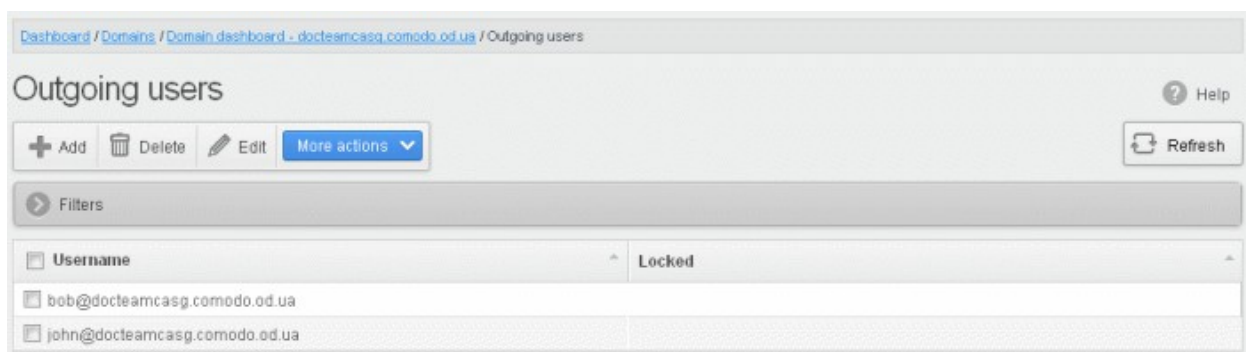 Dashboard / Domains / Domain dashboard - docteamcasg.comodo.od.ua / Outgoing users
Outgoing users
Help
Add Delete Edit More actions
Refresh
Filters
Username Locked
bob@docteamcasg.comodo.od.ua
john@docteamcasg.comodo.od.ua